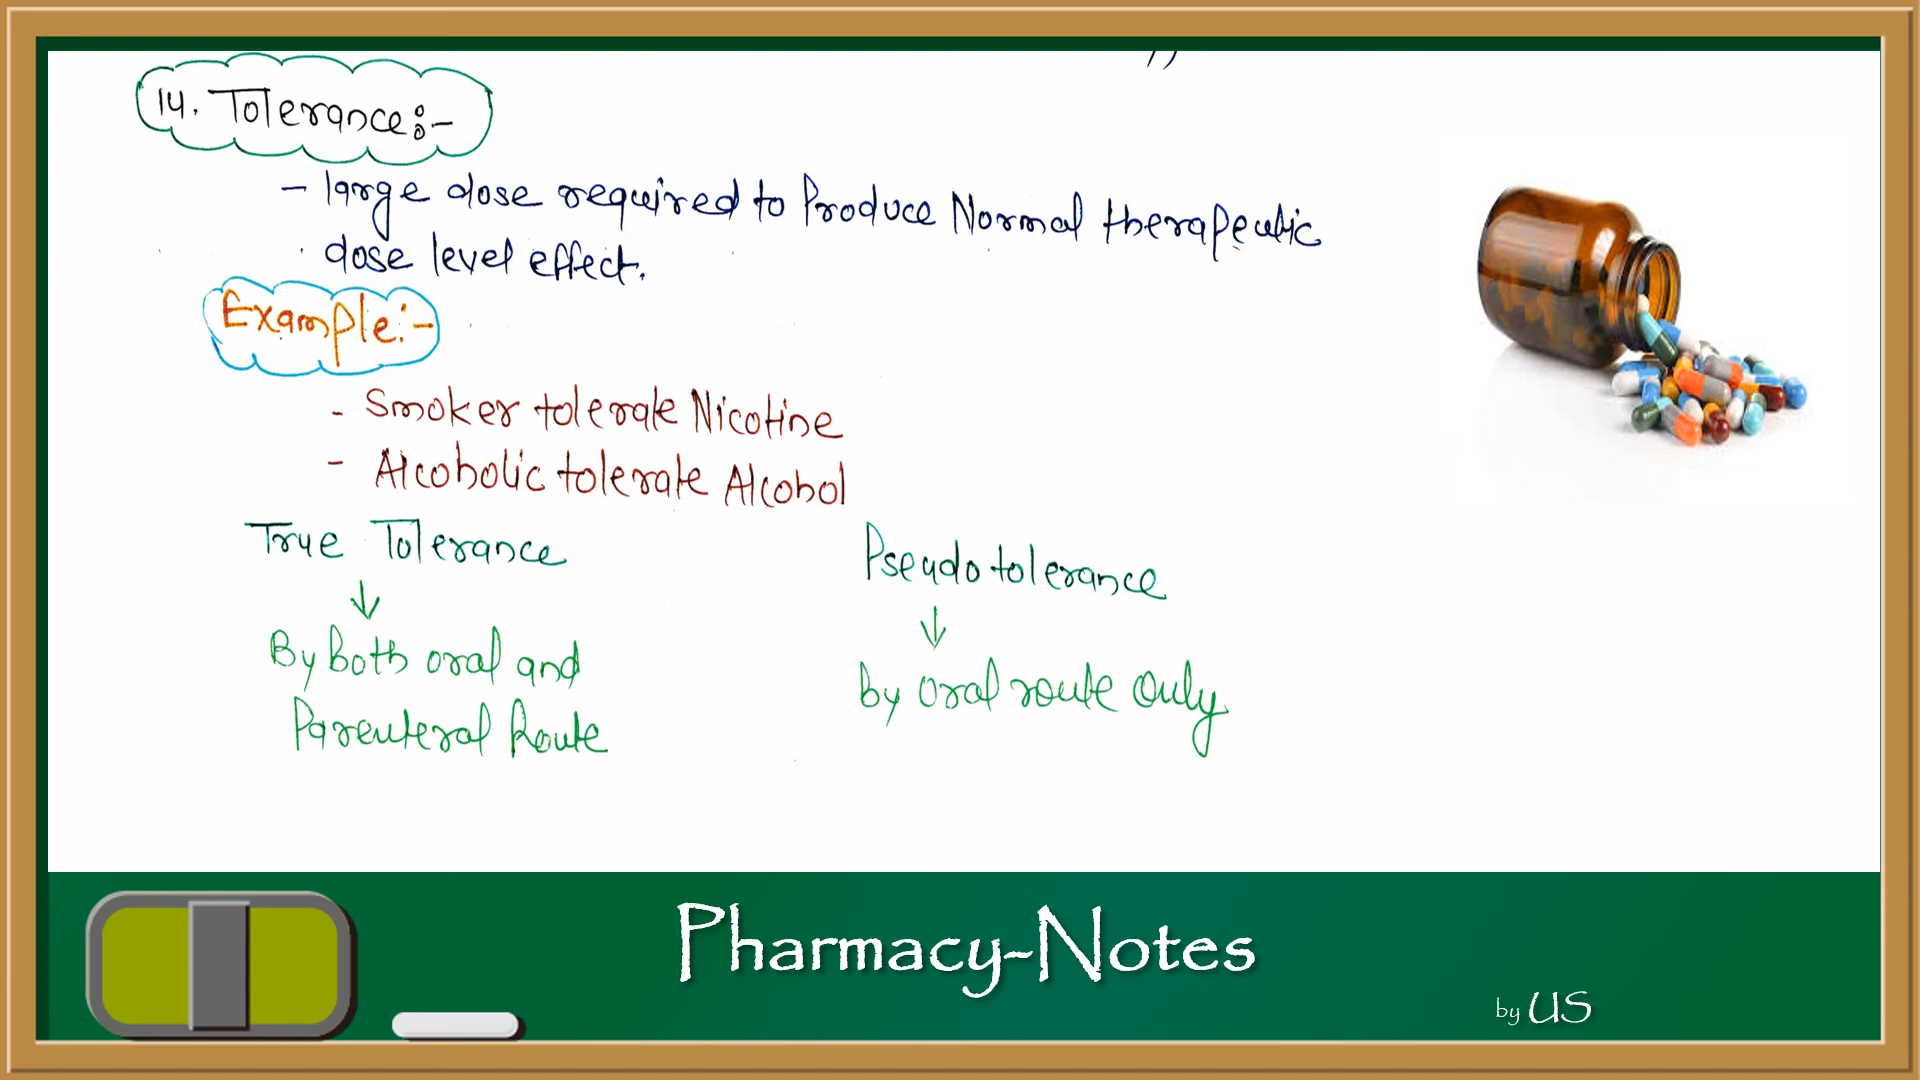 14. Tolerance:-
- large dose required to Produce Normal therapeutic
dose level effect.
Example:-
- Smoker tolerate Nicotine
- Alcoholic tolerate Alcohol
True Tolerance
Pseudo tolerance
↓
↓
By both oral and
Parenteral Route
by oral route only
Pharmacy-Notes
by US